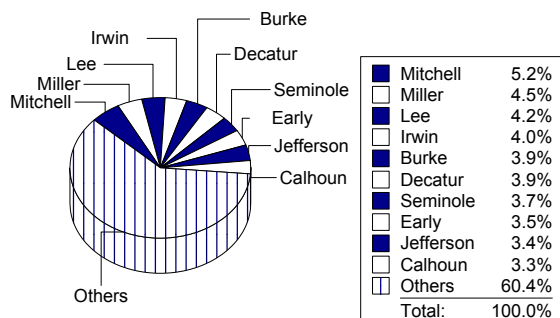 Burke
Irwin
Decatur
Lee
Miller
Seminole
Mitchell
Early
Jefferson
Calhoun
Others
Mitchell 5.2%
Miller 4.5%
Lee 4.2%
Irwin 4.0%
Burke 3.9%
Decatur 3.9%
Seminole 3.7%
Early 3.5%
Jefferson 3.4%
Calhoun 3.3%
Others 60.4%
Total: 100.0%